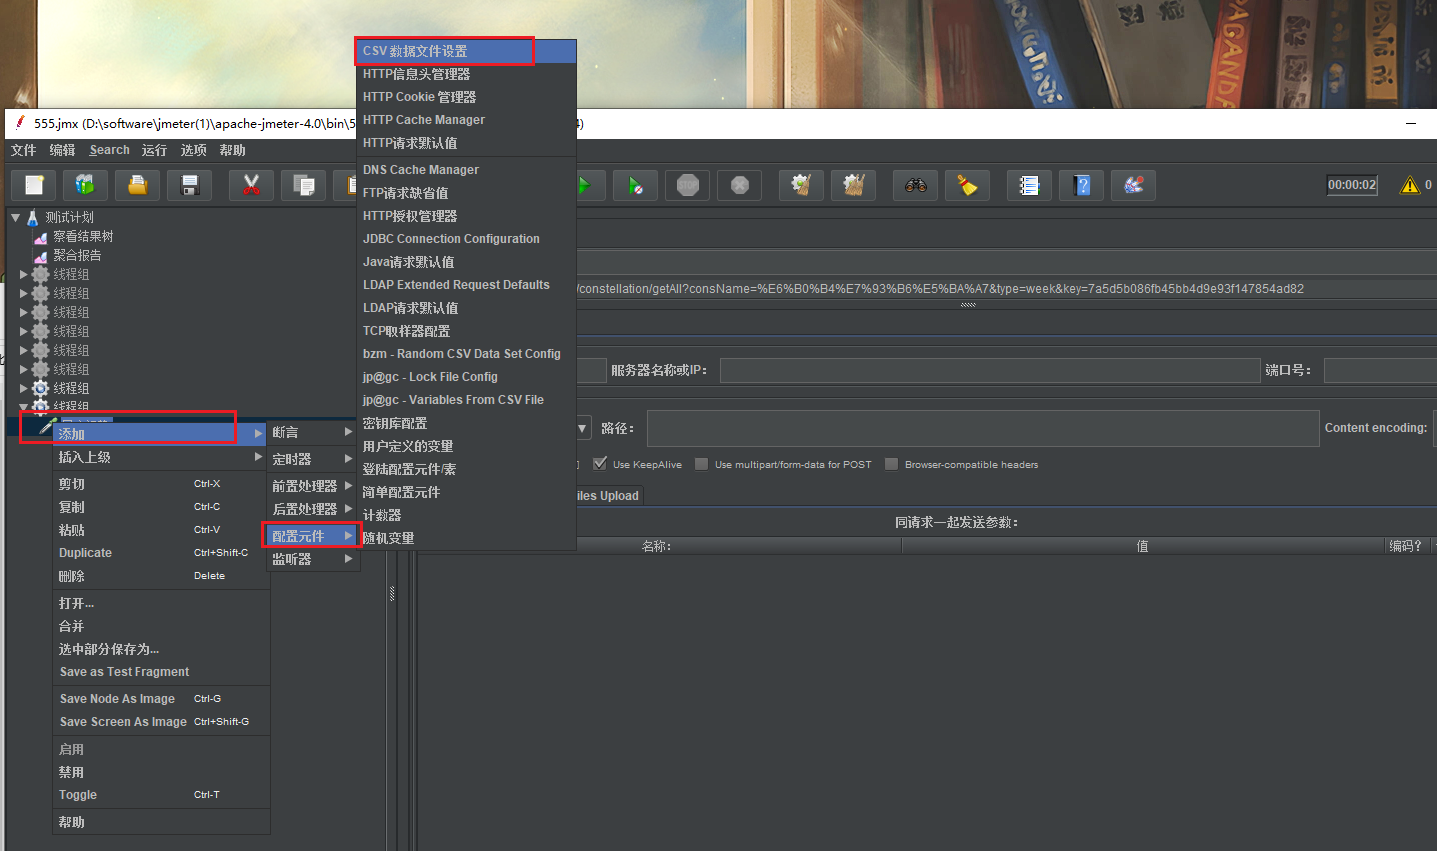 PAGANDA
555.jmx (D:\software\jmeter(1)\apache-jmeter-4.0\bin\5
文件 编辑 Search 运行 选项 帮助
STOP
00:00:02
0
测试计划
察看结果树
聚合报告
线程组
线程组
线程组
线程组
线程组
线程组
线程组
线程组
添加
插入上级
剪切 Ctrl-X
复制 Ctrl-C
粘贴 Ctrl-V
Duplicate Ctrl+Shift-C
删除 Delete
打开...
合并
选中部分保存为...
Save as Test Fragment
Save Node As Image Ctrl-G
Save Screen As Image Ctrl+Shift-G
启用
禁用
Toggle Ctrl-T
帮助
断言
定时器
前置处理器
后置处理器
配置元件
监听器
CSV 数据文件设置
HTTP信息头管理器
HTTP Cookie 管理器
HTTP Cache Manager
HTTP请求默认值
DNS Cache Manager
FTP请求缺省值
HTTP授权管理器
JDBC Connection Configuration
Java请求默认值
LDAP Extended Request Defaults
LDAP请求默认值
TCP取样器配置
bzm - Random CSV Data Set Config
jp@gc - Lock File Config
jp@gc - Variables From CSV File
密钥库配置
用户定义的变量
登陆配置元件/素
简单配置元件
计数器
随机变量
/constellation/getAll?consName=%E6%B0%B4%E7%93%B6%E5%BA%A7&type=week&key=7a5d5b086fb45bb4d9e93f147854ad82
服务器名称或IP： 端口号：
路径： Content encoding:
Use KeepAlive Use multipart/form-data for POST Browser-compatible headers
iles Upload
同请求一起发送参数：
名称： 值 编码？